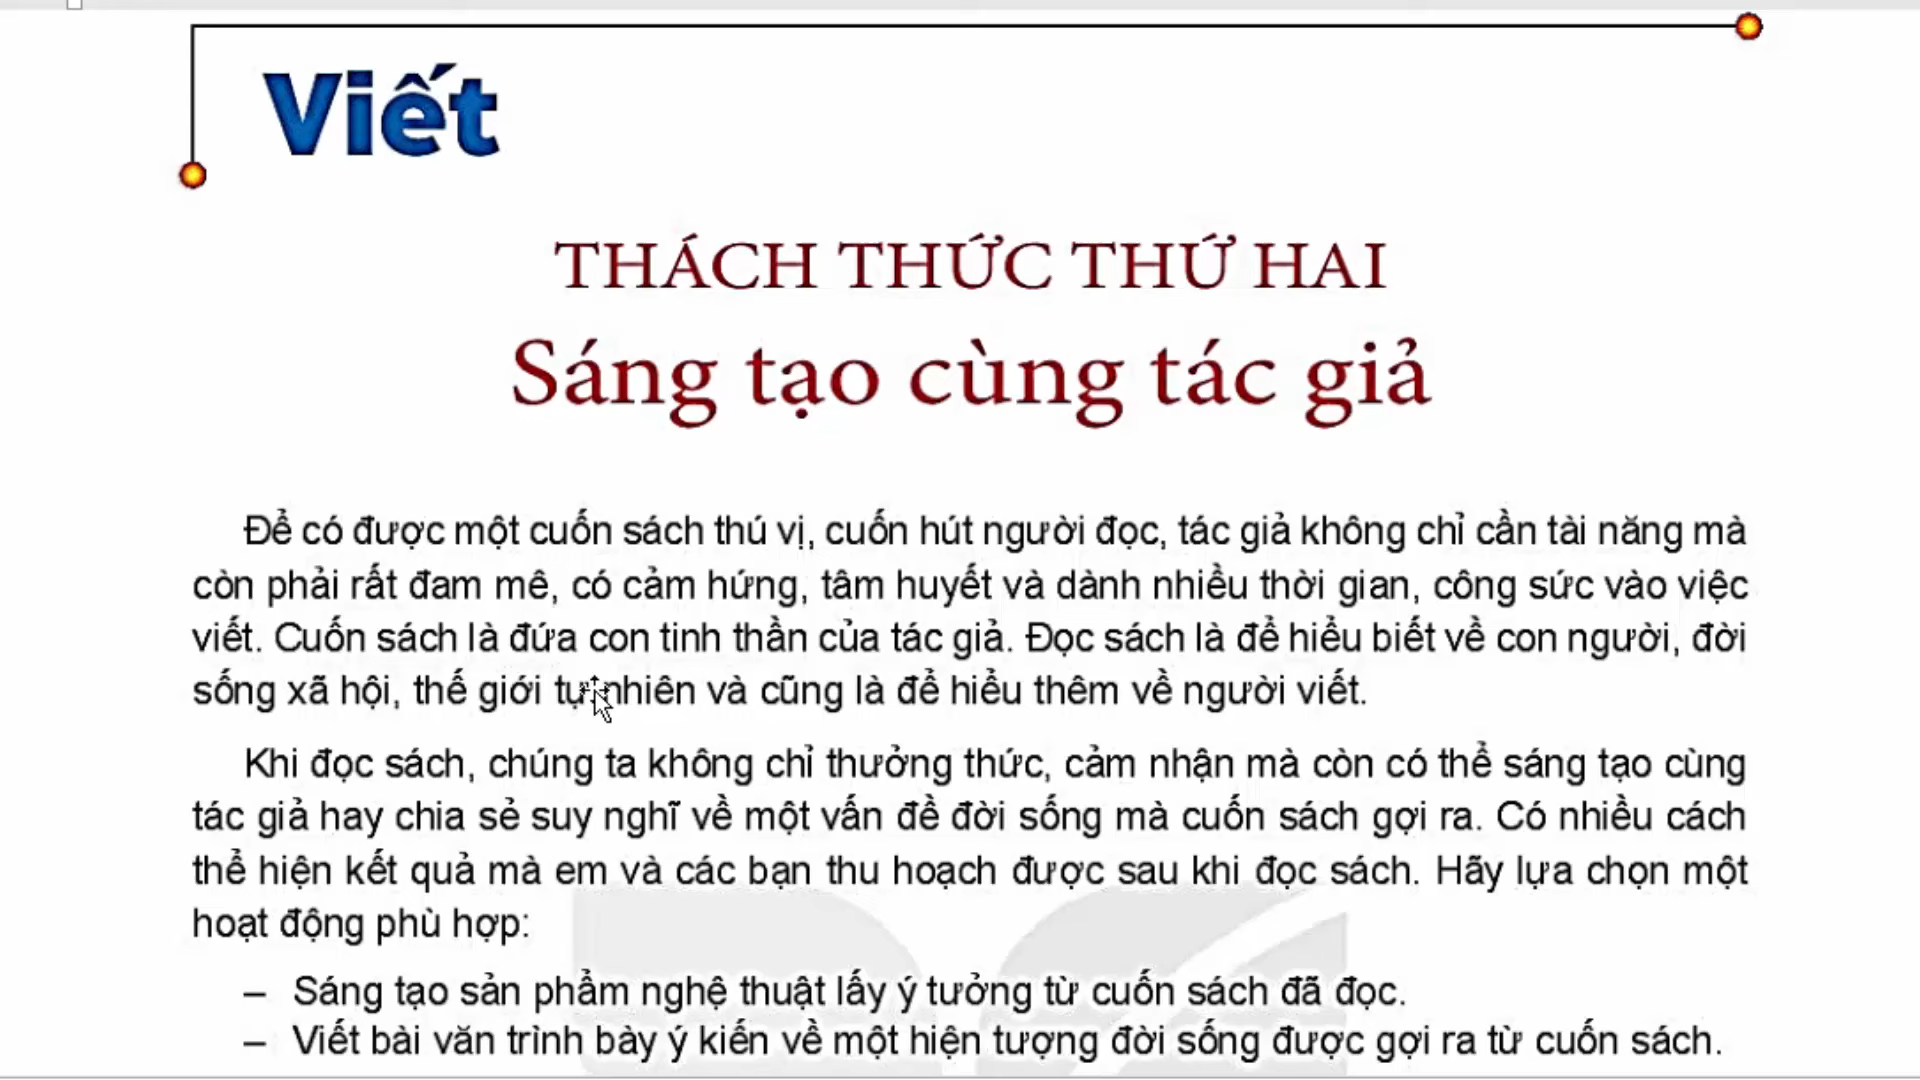 Viết
THÁCH THỨC THỨ HAI
Sáng tạo cùng tác giả
Để có được một cuốn sách thú vị, cuốn hút người đọc, tác giả không chỉ cần tài năng mà
còn phải rất đam mê, có cảm hứng, tâm huyết và dành nhiều thời gian, công sức vào việc
viết. Cuốn sách là đứa con tinh thần của tác giả. Đọc sách là để hiểu biết về con người, đời
sống xã hội, thế giới tự nhiên và cũng là để hiểu thêm về người viết.
Khi đọc sách, chúng ta không chỉ thưởng thức, cảm nhận mà còn có thể sáng tạo cùng
tác giả hay chia sẻ suy nghĩ về một vấn đề đời sống mà cuốn sách gợi ra. Có nhiều cách
thể hiện kết quả mà em và các bạn thu hoạch được sau khi đọc sách. Hãy lựa chọn một
hoạt động phù hợp:
– Sáng tạo sản phẩm nghệ thuật lấy ý tưởng từ cuốn sách đã đọc.
– Viết bài văn trình bày ý kiến về một hiện tượng đời sống được gợi ra từ cuốn sách.